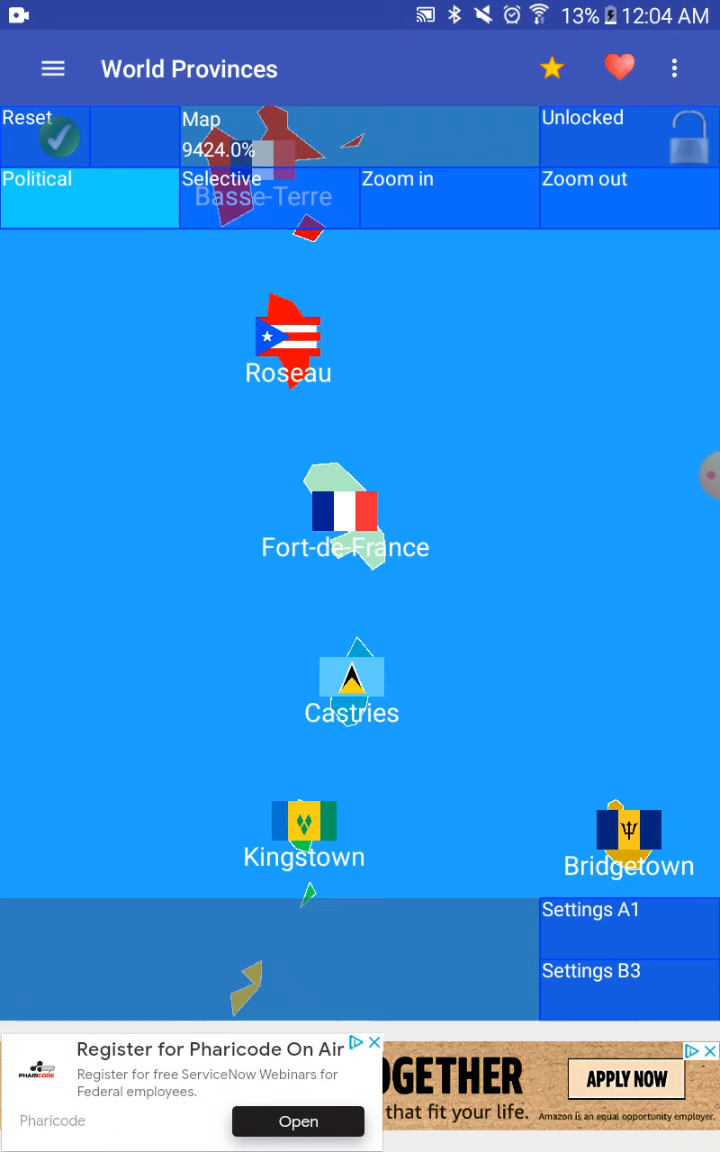 13% 12:04 AM
World Provinces
Reset
Map
9424.0%
Unlocked
Political
Selective
Zoom in
Zoom out
Basse-Terre
Roseau
Fort-de-France
Castries
Kingstown
Bridgetown
Settings A1
Settings B3
Register for Pharicode On Air
Register for free ServiceNow Webinars for
Federal employees.
PHARICODE
Pharicode
Open
OGETHER
that fit your life.
APPLY NOW
Amazon is an equal opportunity employer.